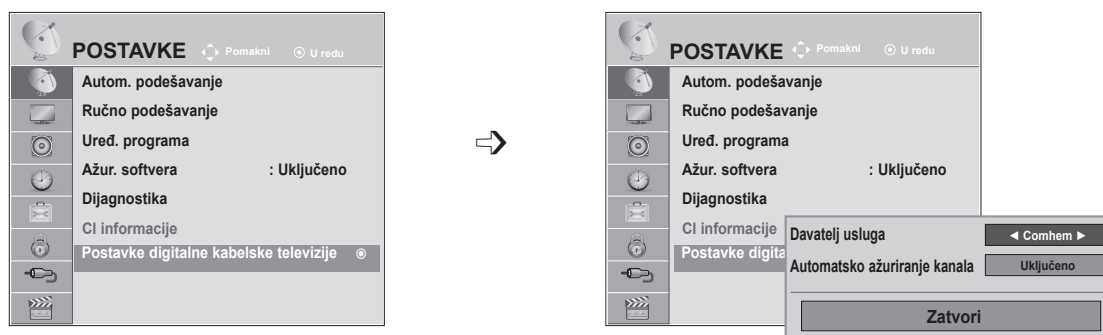 POSTAVKE Pomakni U redu
Autom. podešavanje
Ručno podešavanje
Uređ. programa
Ažur. softvera : Uključeno
Dijagnostika
CI informacije
Postavke digitalne kabelske televizije
POSTAVKE Pomakni U redu
Autom. podešavanje
Ručno podešavanje
Uređ. programa
Ažur. softvera : Uključeno
Dijagnostika
CI informacije
Postavke digita
Davatelj usluga ◄ Comhem ►
Automatsko ažuriranje kanala Uključeno
Zatvori